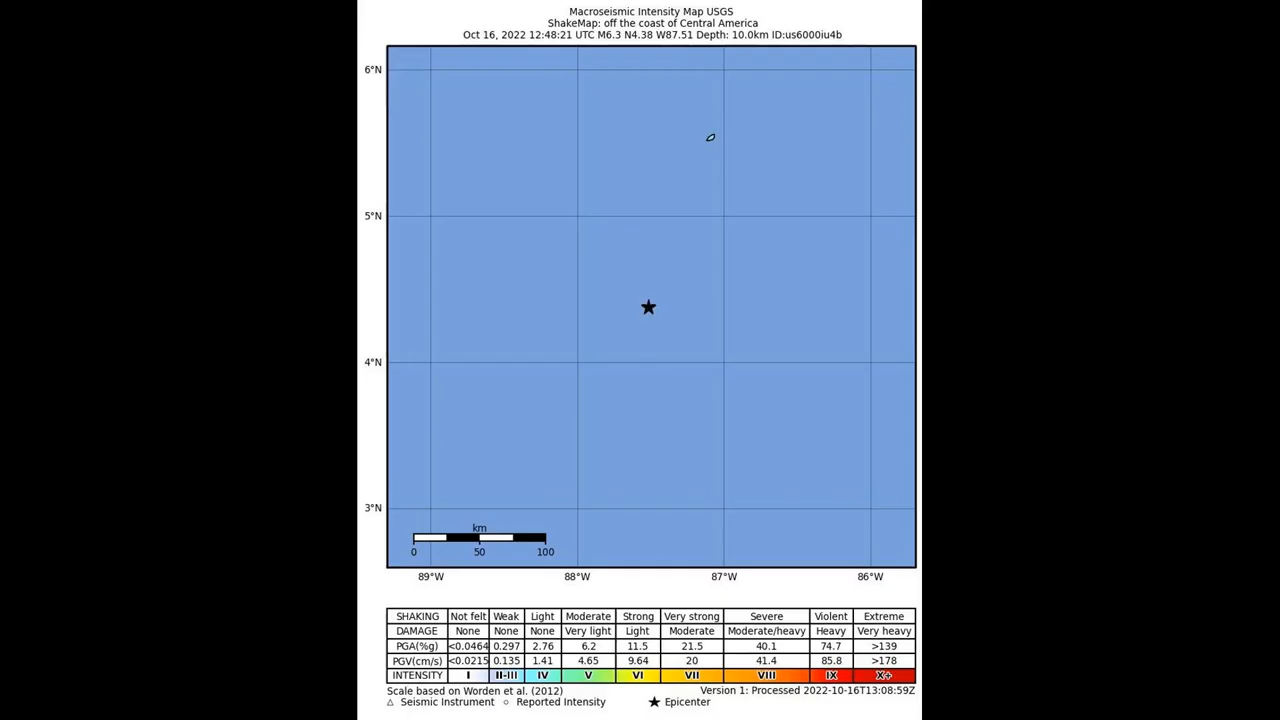 Macroseismic Intensity Map USGS
ShakeMap: off the coast of Central America
Oct 16, 2022 12:48:21 UTC M6.3 N4.38 W87.51 Depth: 10.0km ID:us6000iu4b
6°N
5°N
4°N
3°N
km
0 50 100
89°W 88°W 87°W 86°W
SHAKING Not felt Weak Light Moderate Strong Very strong Severe Violent Extreme
DAMAGE None None None Very light Light Moderate Moderate/heavy Heavy Very heavy
PGA(%g) <0.0464 0.297 2.76 6.2 11.5 21.5 40.1 74.7 >139
PGV(cm/s) <0.0215 0.135 1.41 4.65 9.64 20 41.4 85.8 >178
INTENSITY I II-III IV V VI VII VIII IX X+
Scale based on Worden et al. (2012) Version 1: Processed 2022-10-16T13:08:59Z
Seismic Instrument Reported Intensity Epicenter